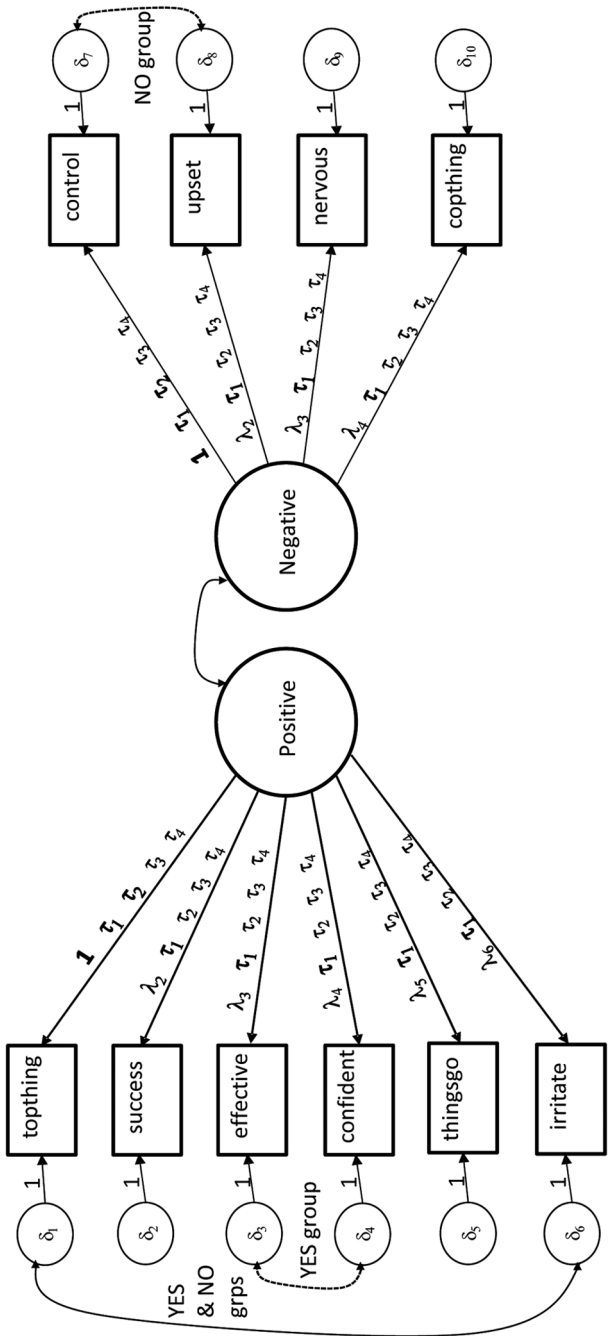 δ₁ 1 topthing 1 τ₁ τ₂ τ₃ τ₄
δ₂ 1 success λ₂ τ₁ τ₂ τ₃ τ₄
δ₃ 1 effective λ₃ τ₁ τ₂ τ₃ τ₄
δ₄ 1 confident λ₄ τ₁ τ₂ τ₃ τ₄
δ₅ 1 thingsgo λ₅ τ₁ τ₂ τ₃ τ₄
δ₆ 1 irritate λ₆ τ₁ τ₂ τ₃ τ₄
YES
& NO
grps
YES group
Positive
Negative
1 τ₁ τ₂ τ₃ τ₄ control 1 δ₇
λ₂ τ₁ τ₂ τ₃ τ₄ upset 1 δ₈
λ₃ τ₁ τ₂ τ₃ τ₄ nervous 1 δ₉
λ₄ τ₁ τ₂ τ₃ τ₄ copthing 1 δ₁₀
NO group